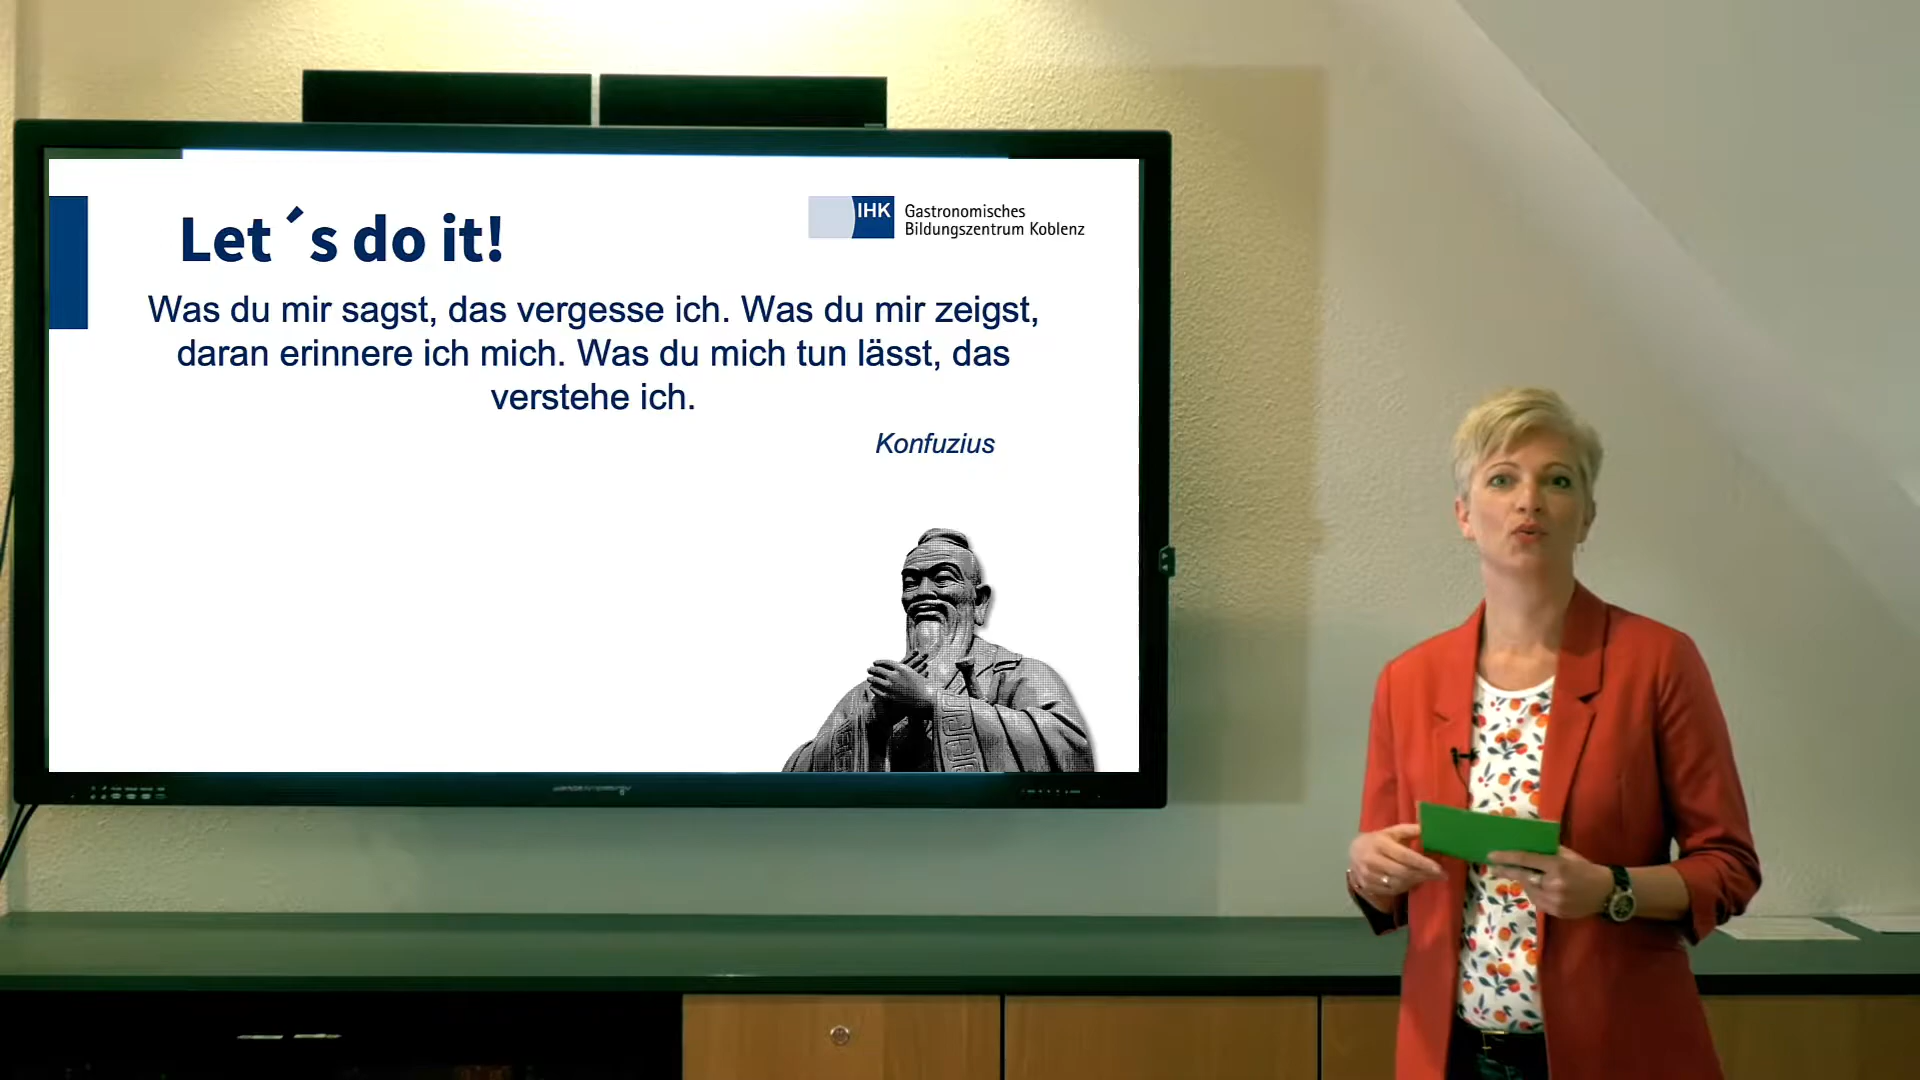 Let´s do it!
IHK
Gastronomisches
Bildungszentrum Koblenz
Was du mir sagst, das vergesse ich. Was du mir zeigst,
daran erinnere ich mich. Was du mich tun lässt, das
verstehe ich.
Konfuzius